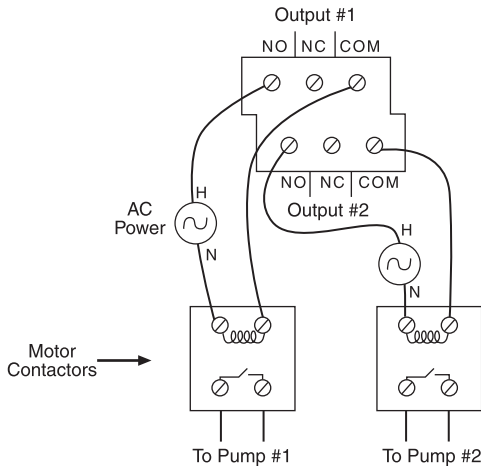 Output #1
NO NC COM
NO NC COM
Output #2
H
AC
Power
N
H
N
Motor
Contactors
To Pump #1
To Pump #2